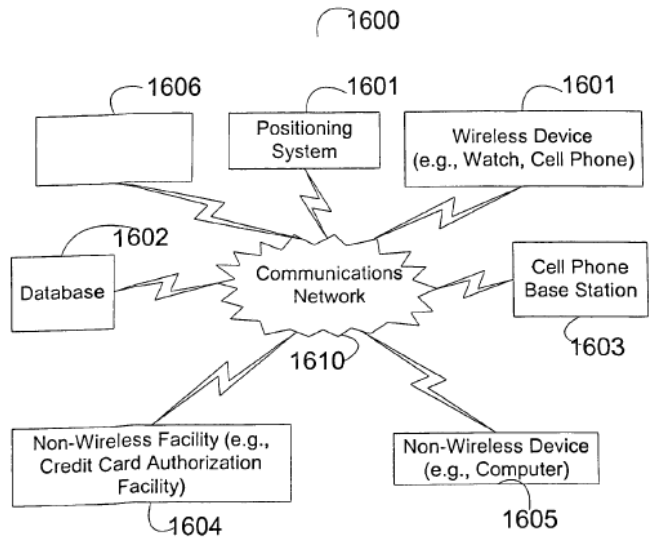 1600
1606
1601
1601
Positioning
System
Wireless Device
(e.g., Watch, Cell Phone)
1602
Database
Communications
Network
Cell Phone
Base Station
1603
1610
Non-Wireless Facility (e.g.,
Credit Card Authorization
Facility)
1604
Non-Wireless Device
(e.g., Computer)
1605